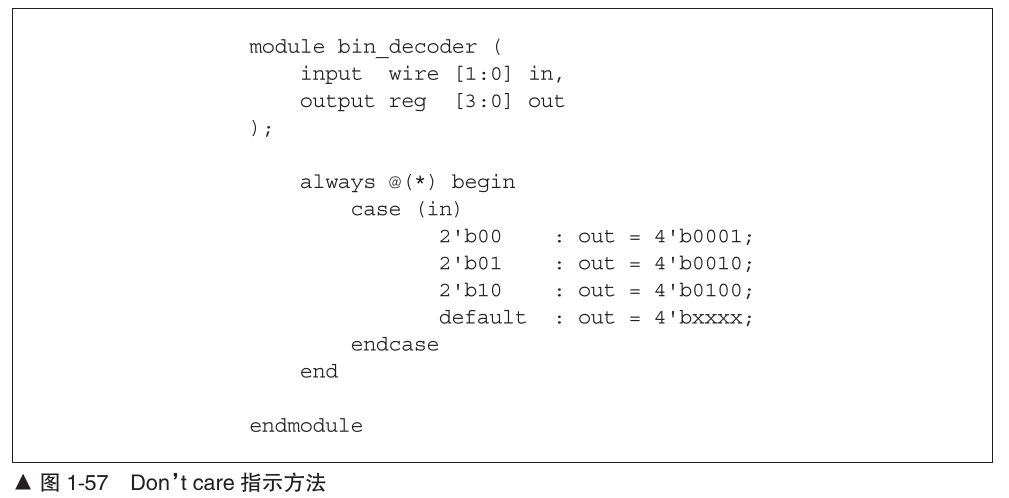 module bin_decoder (
    input  wire [1:0] in,
    output reg  [3:0] out
);
    always @(*) begin
        case (in)
               2'b00    : out = 4'b0001;
               2'b01    : out = 4'b0010;
               2'b10    : out = 4'b0100;
               default  : out = 4'bxxxx;
        endcase
    end
endmodule
▲ 图 1-57 Don't care 指示方法